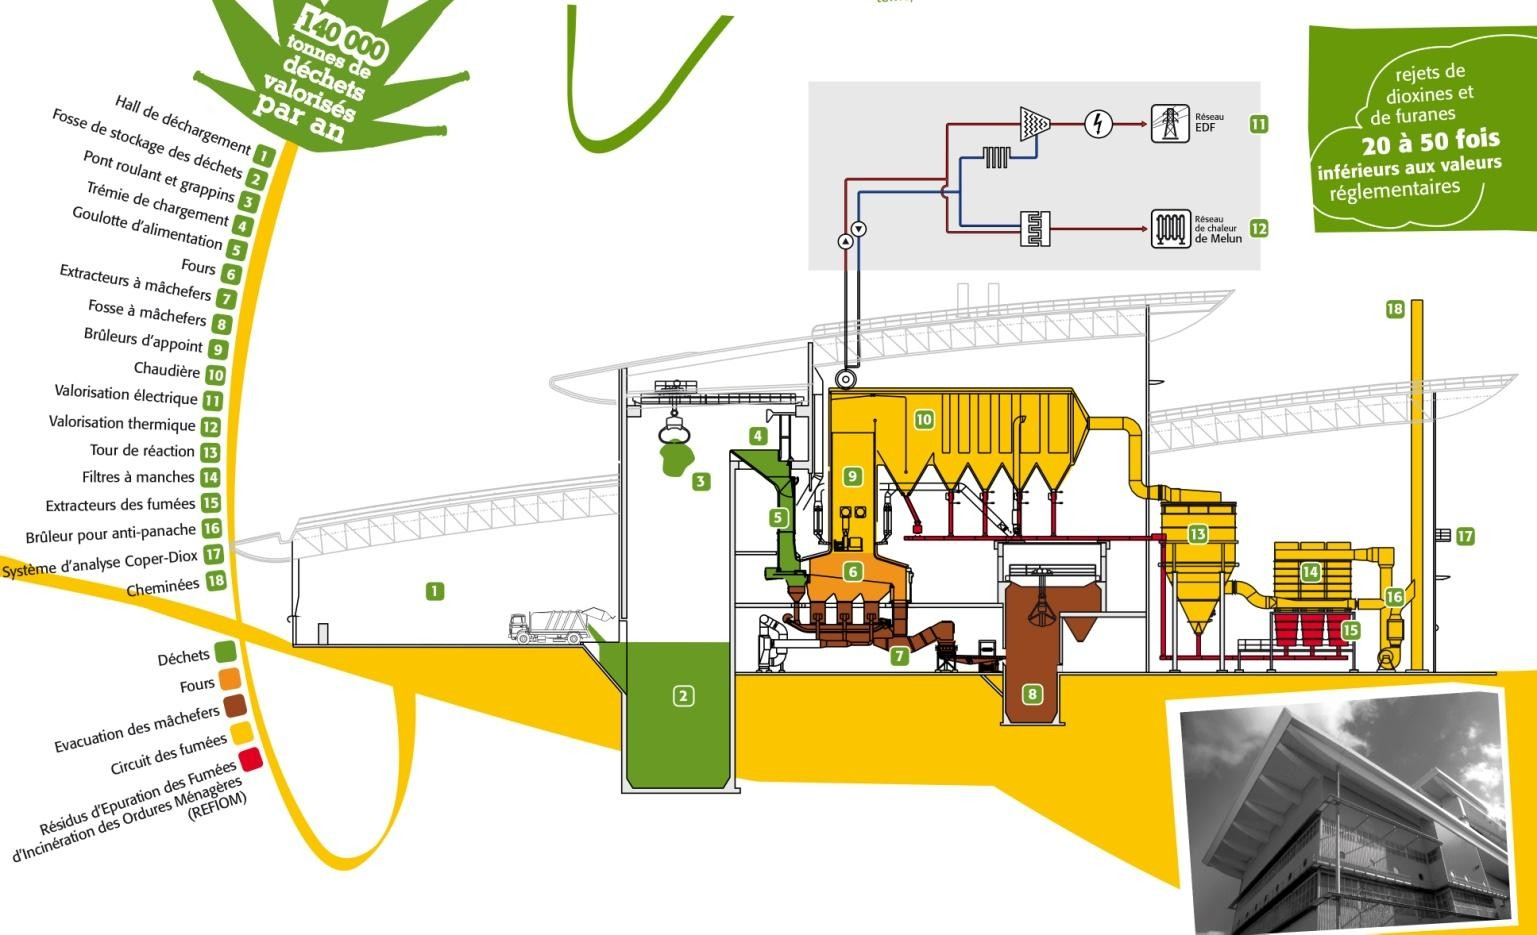 140 000
tonnes de
déchets
valorisés
par an
rejets de
dioxines et
de furanes
20 à 50 fois
inférieurs aux valeurs
réglementaires
Hall de déchargement 1
Fosse de stockage des déchets 2
Pont roulant et grappins 3
Trémie de chargement 4
Goulotte d'alimentation 5
Fours 6
Extracteurs à mâchefers 7
Fosse à mâchefers 8
Brûleurs d'appoint 9
Chaudière 10
Valorisation électrique 11
Valorisation thermique 12
Tour de réaction 13
Filtres à manches 14
Extracteurs des fumées 15
Brûleur pour anti-panache 16
Système d'analyse Coper-Diox 17
Cheminées 18
Déchets
Fours
Evacuation des mâchefers
Circuit des fumées
Résidus d'Epuration des Fumées
d'Incinération des Ordures Ménagères
(REFIOM)
Réseau
EDF
11
Réseau
de chaleur
de Melun
12
18
10
4
3
9
5
13
17
6
14
1
16
15
7
2
8